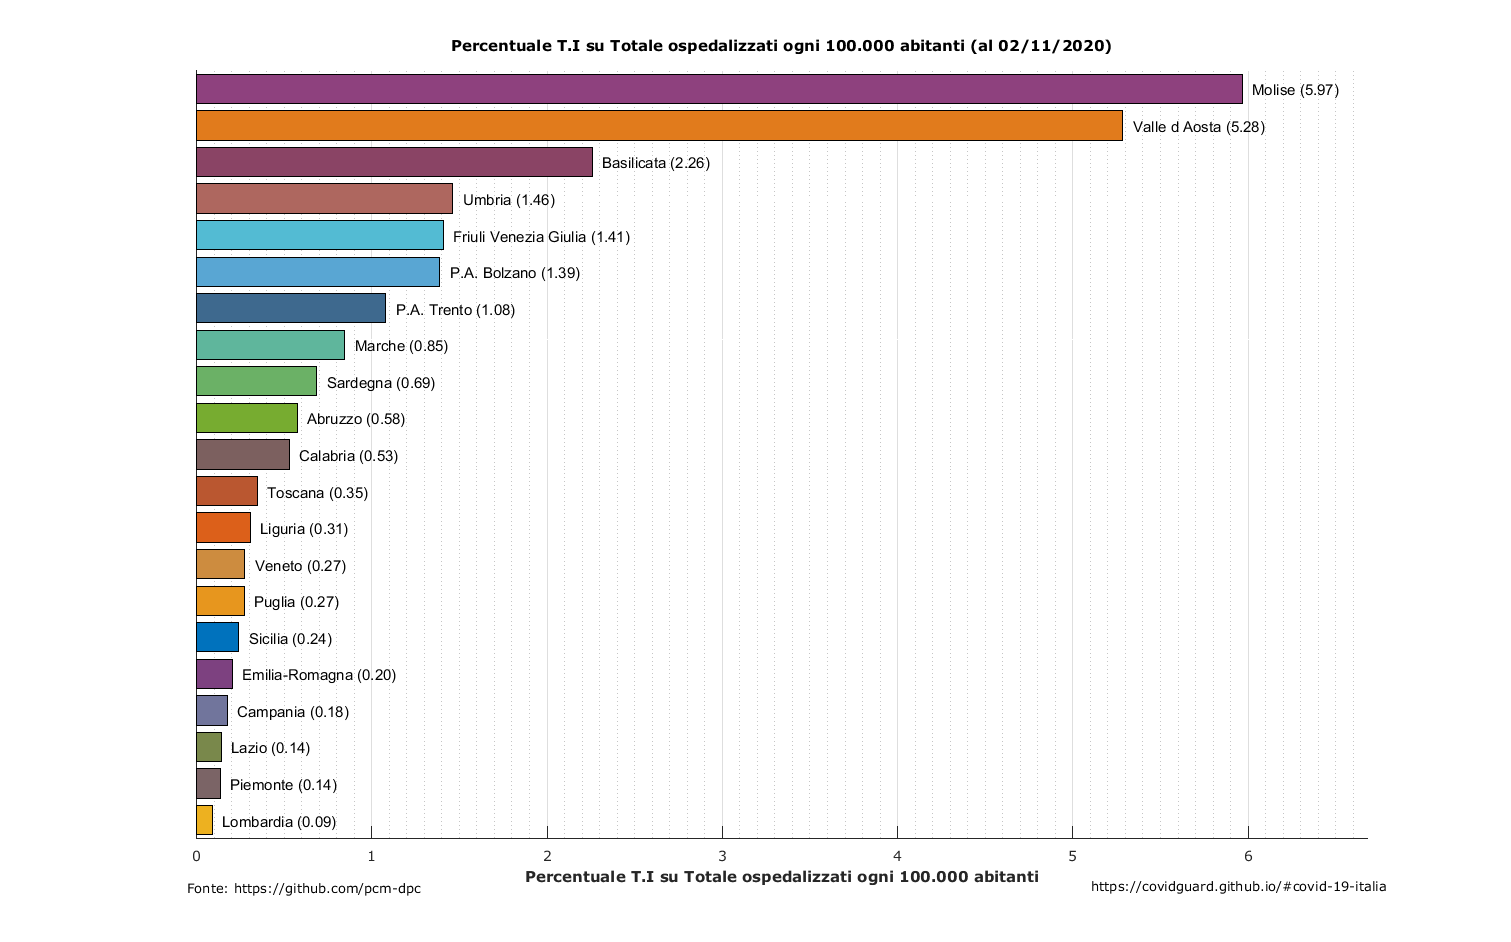 Percentuale T.I su Totale ospedalizzati ogni 100.000 abitanti (al 02/11/2020)
Molise (5.97)
Valle d Aosta (5.28)
Basilicata (2.26)
Umbria (1.46)
Friuli Venezia Giulia (1.41)
P.A. Bolzano (1.39)
P.A. Trento (1.08)
Marche (0.85)
Sardegna (0.69)
Abruzzo (0.58)
Calabria (0.53)
Toscana (0.35)
Liguria (0.31)
Veneto (0.27)
Puglia (0.27)
Sicilia (0.24)
Emilia-Romagna (0.20)
Campania (0.18)
Lazio (0.14)
Piemonte (0.14)
Lombardia (0.09)
0 1 2 3 4 5 6
Percentuale T.I su Totale ospedalizzati ogni 100.000 abitanti
Fonte: https://github.com/pcm-dpc
https://covidguard.github.io/#covid-19-italia